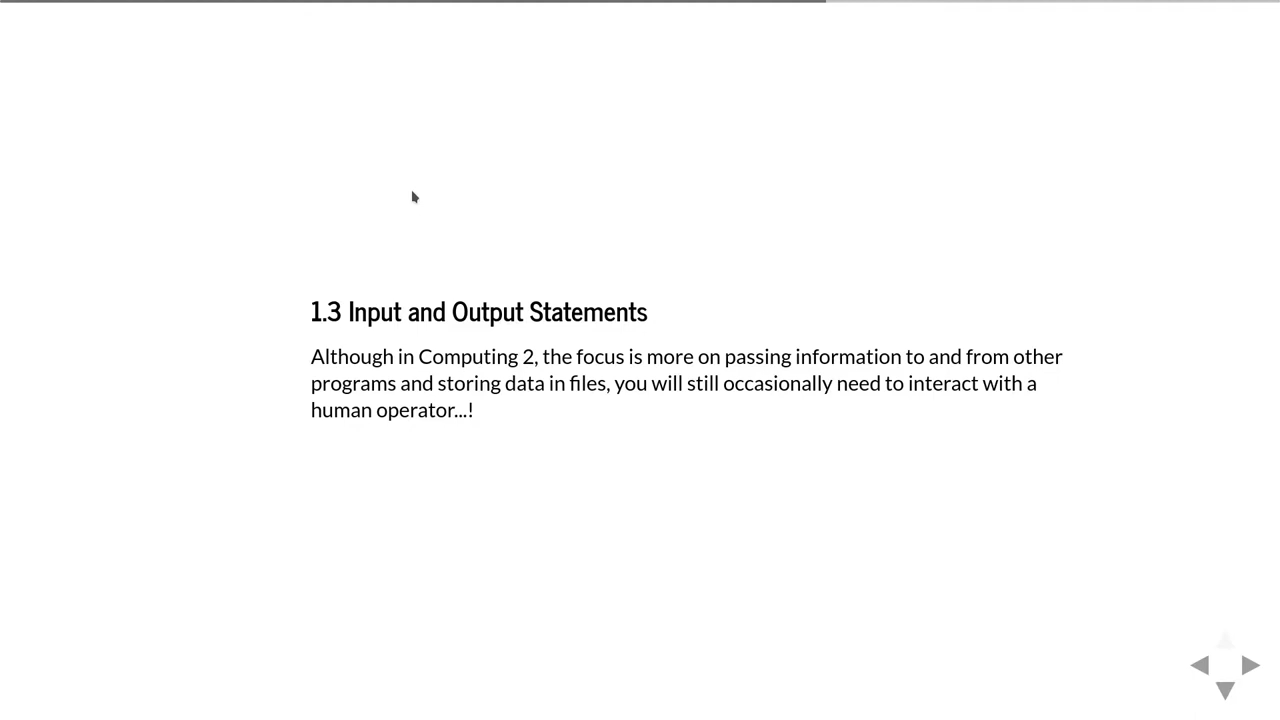 1.3 Input and Output Statements
Although in Computing 2, the focus is more on passing information to and from other
programs and storing data in files, you will still occasionally need to interact with a
human operator...!